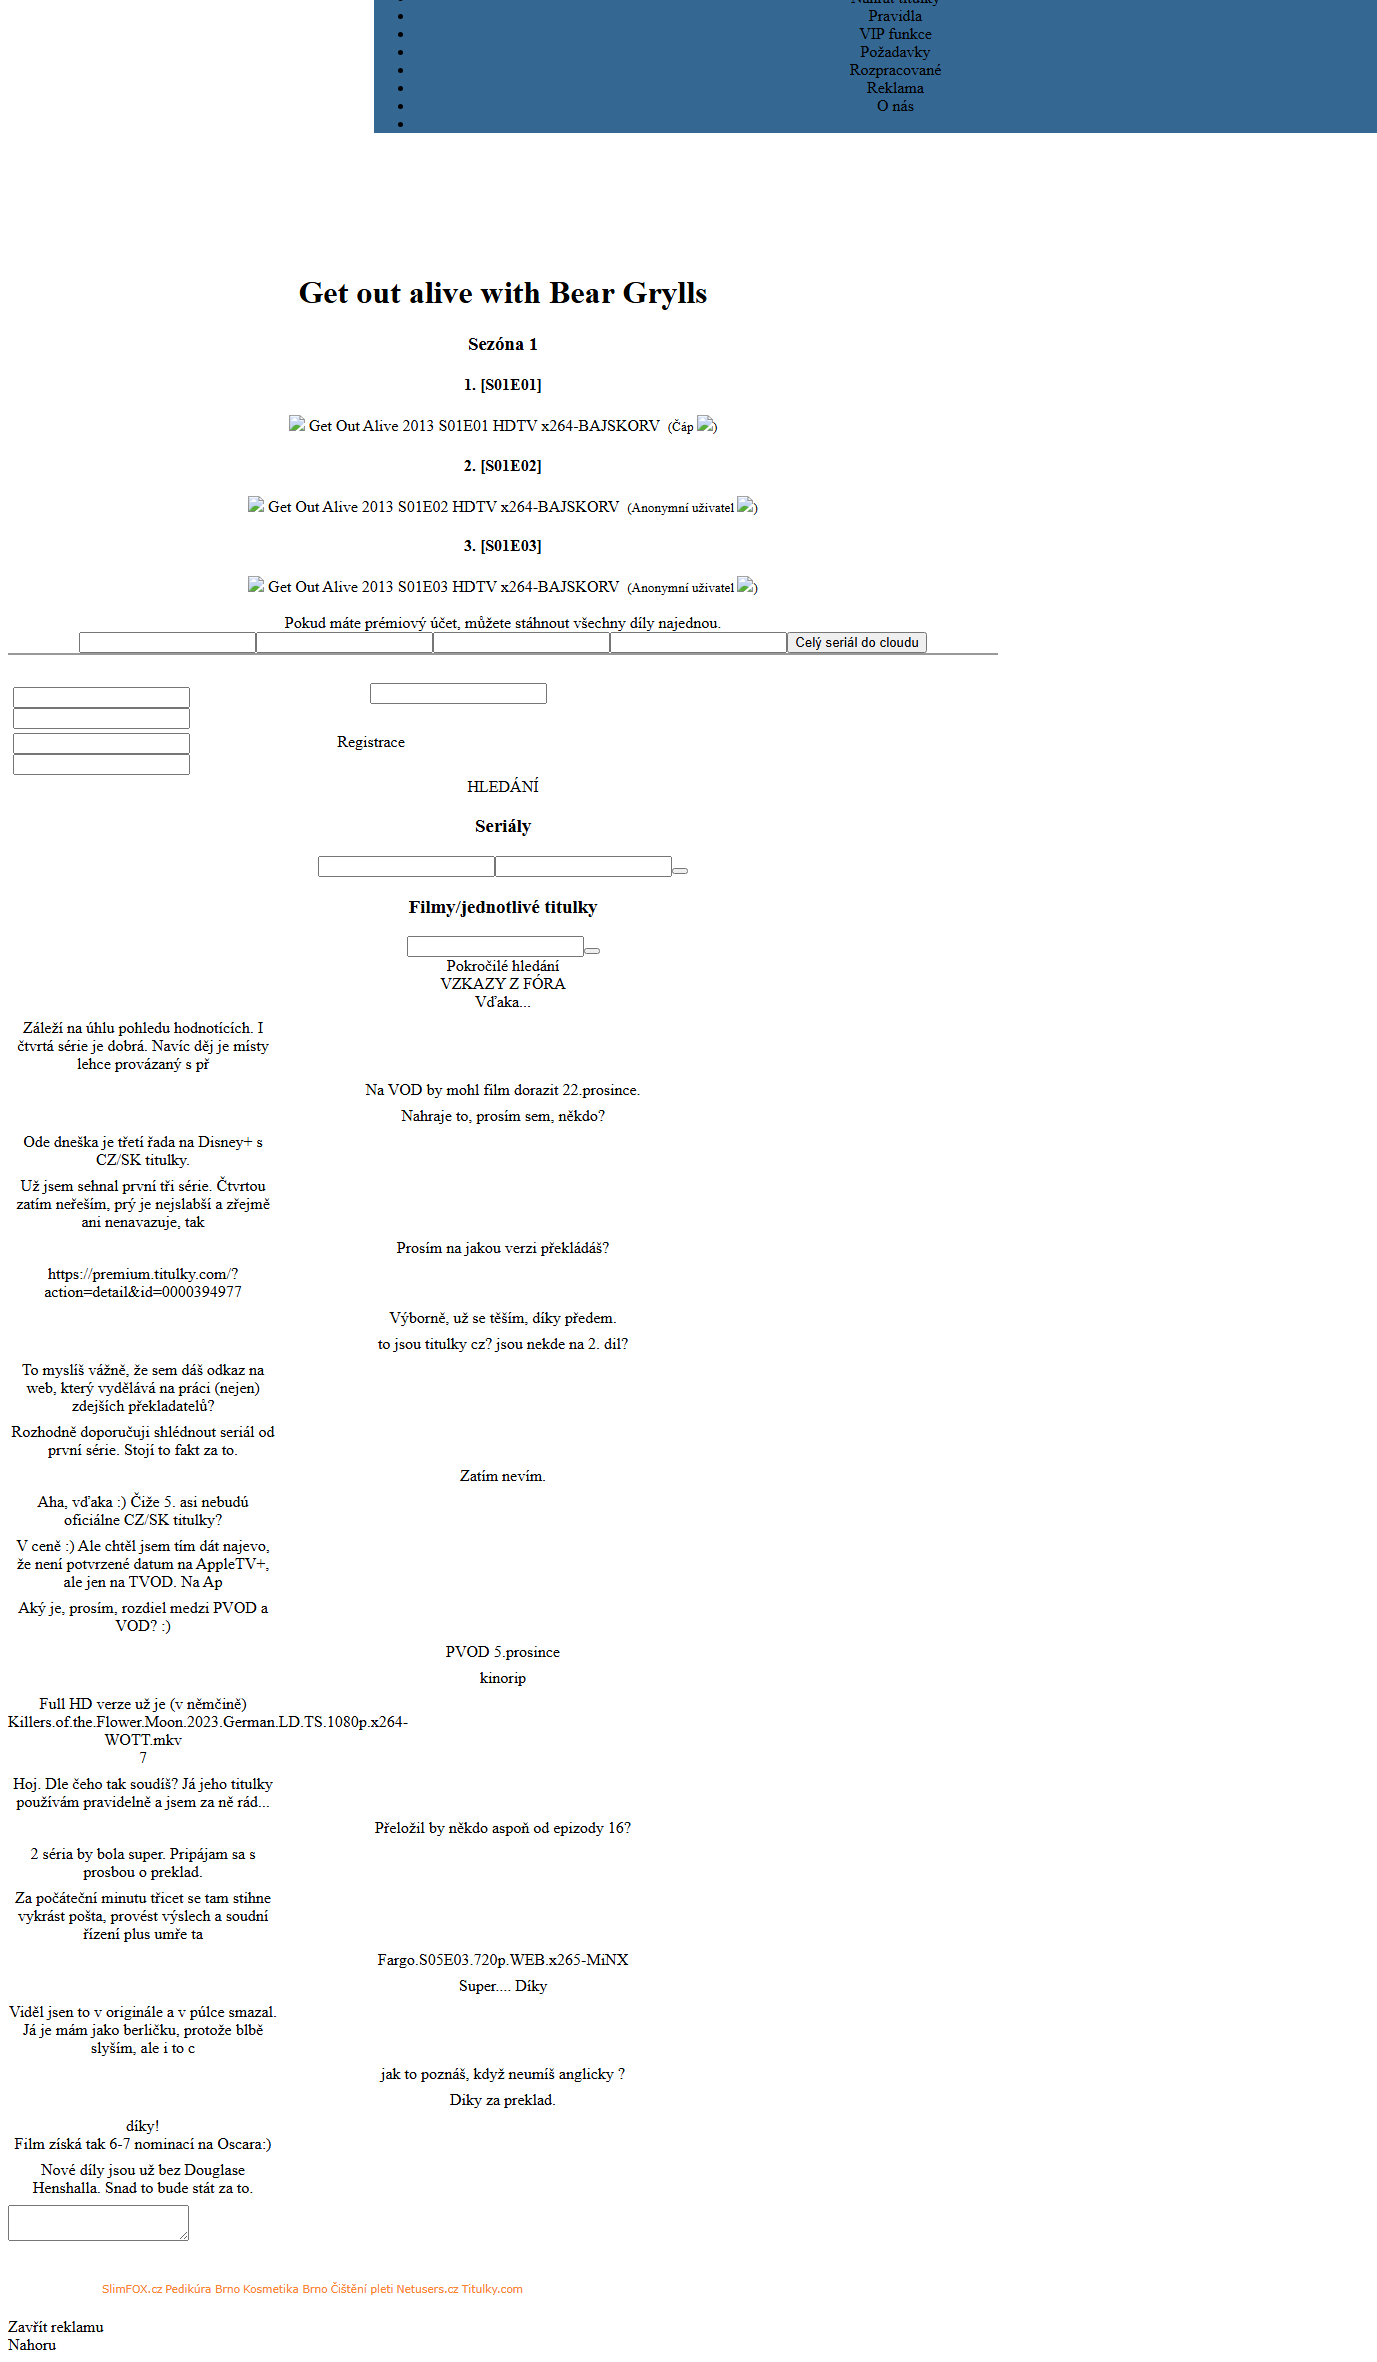 Nahrát titulky
Pravidla
VIP funkce
Požadavky
Rozpracované
Reklama
O nás
Get out alive with Bear Grylls
Sezóna 1
1. [S01E01]
Get Out Alive 2013 S01E01 HDTV x264-BAJSKORV (Čáp )
2. [S01E02]
Get Out Alive 2013 S01E02 HDTV x264-BAJSKORV (Anonymní uživatel )
3. [S01E03]
Get Out Alive 2013 S01E03 HDTV x264-BAJSKORV (Anonymní uživatel )
Pokud máte prémiový účet, můžete stáhnout všechny díly najednou.
Celý seriál do cloudu
Registrace
HLEDÁNÍ
Seriály
Filmy/jednotlivé titulky
Pokročilé hledání
VZKAZY Z FÓRA
Vďaka...
Záleží na úhlu pohledu hodnotících. I
čtvrtá série je dobrá. Navíc děj je místy
lehce provázaný s př
Na VOD by mohl film dorazit 22.prosince.
Nahraje to, prosím sem, někdo?
Ode dneška je třetí řada na Disney+ s
CZ/SK titulky.
Už jsem sehnal první tři série. Čtvrtou
zatím neřeším, prý je nejslabší a zřejmě
ani nenavazuje, tak
Prosím na jakou verzi překládáš?
https://premium.titulky.com/?
action=detail&id=0000394977
Výborně, už se těším, díky předem.
to jsou titulky cz? jsou nekde na 2. dil?
To myslíš vážně, že sem dáš odkaz na
web, který vydělává na práci (nejen)
zdejších překladatelů?
Rozhodně doporučuji shlédnout seriál od
první série. Stojí to fakt za to.
Zatím nevím.
Aha, vďaka :) Čiže 5. asi nebudú
oficiálne CZ/SK titulky?
V ceně :) Ale chtěl jsem tím dát najevo,
že není potvrzené datum na AppleTV+,
ale jen na TVOD. Na Ap
Aký je, prosím, rozdiel medzi PVOD a
VOD? :)
PVOD 5.prosince
kinorip
Full HD verze už je (v němčině)
Killers.of.the.Flower.Moon.2023.German.LD.TS.1080p.x264-
WOTT.mkv
7
Hoj. Dle čeho tak soudíš? Já jeho titulky
používám pravidelně a jsem za ně rád...
Přeložil by někdo aspoň od epizody 16?
2 séria by bola super. Pripájam sa s
prosbou o preklad.
Za počáteční minutu třicet se tam stihne
vykrást pošta, provést výslech a soudní
řízení plus umře ta
Fargo.S05E03.720p.WEB.x265-MiNX
Super.... Díky
Viděl jsen to v originále a v půlce smazal.
Já je mám jako berličku, protože blbě
slyším, ale i to c
jak to poznáš, když neumíš anglicky ?
Diky za preklad.
díky!
Film získá tak 6-7 nominací na Oscara:)
Nové díly jsou už bez Douglase
Henshalla. Snad to bude stát za to.
SlimFOX.cz Pedikúra Brno Kosmetika Brno Čištění pleti Netusers.cz Titulky.com
Zavřít reklamu
Nahoru